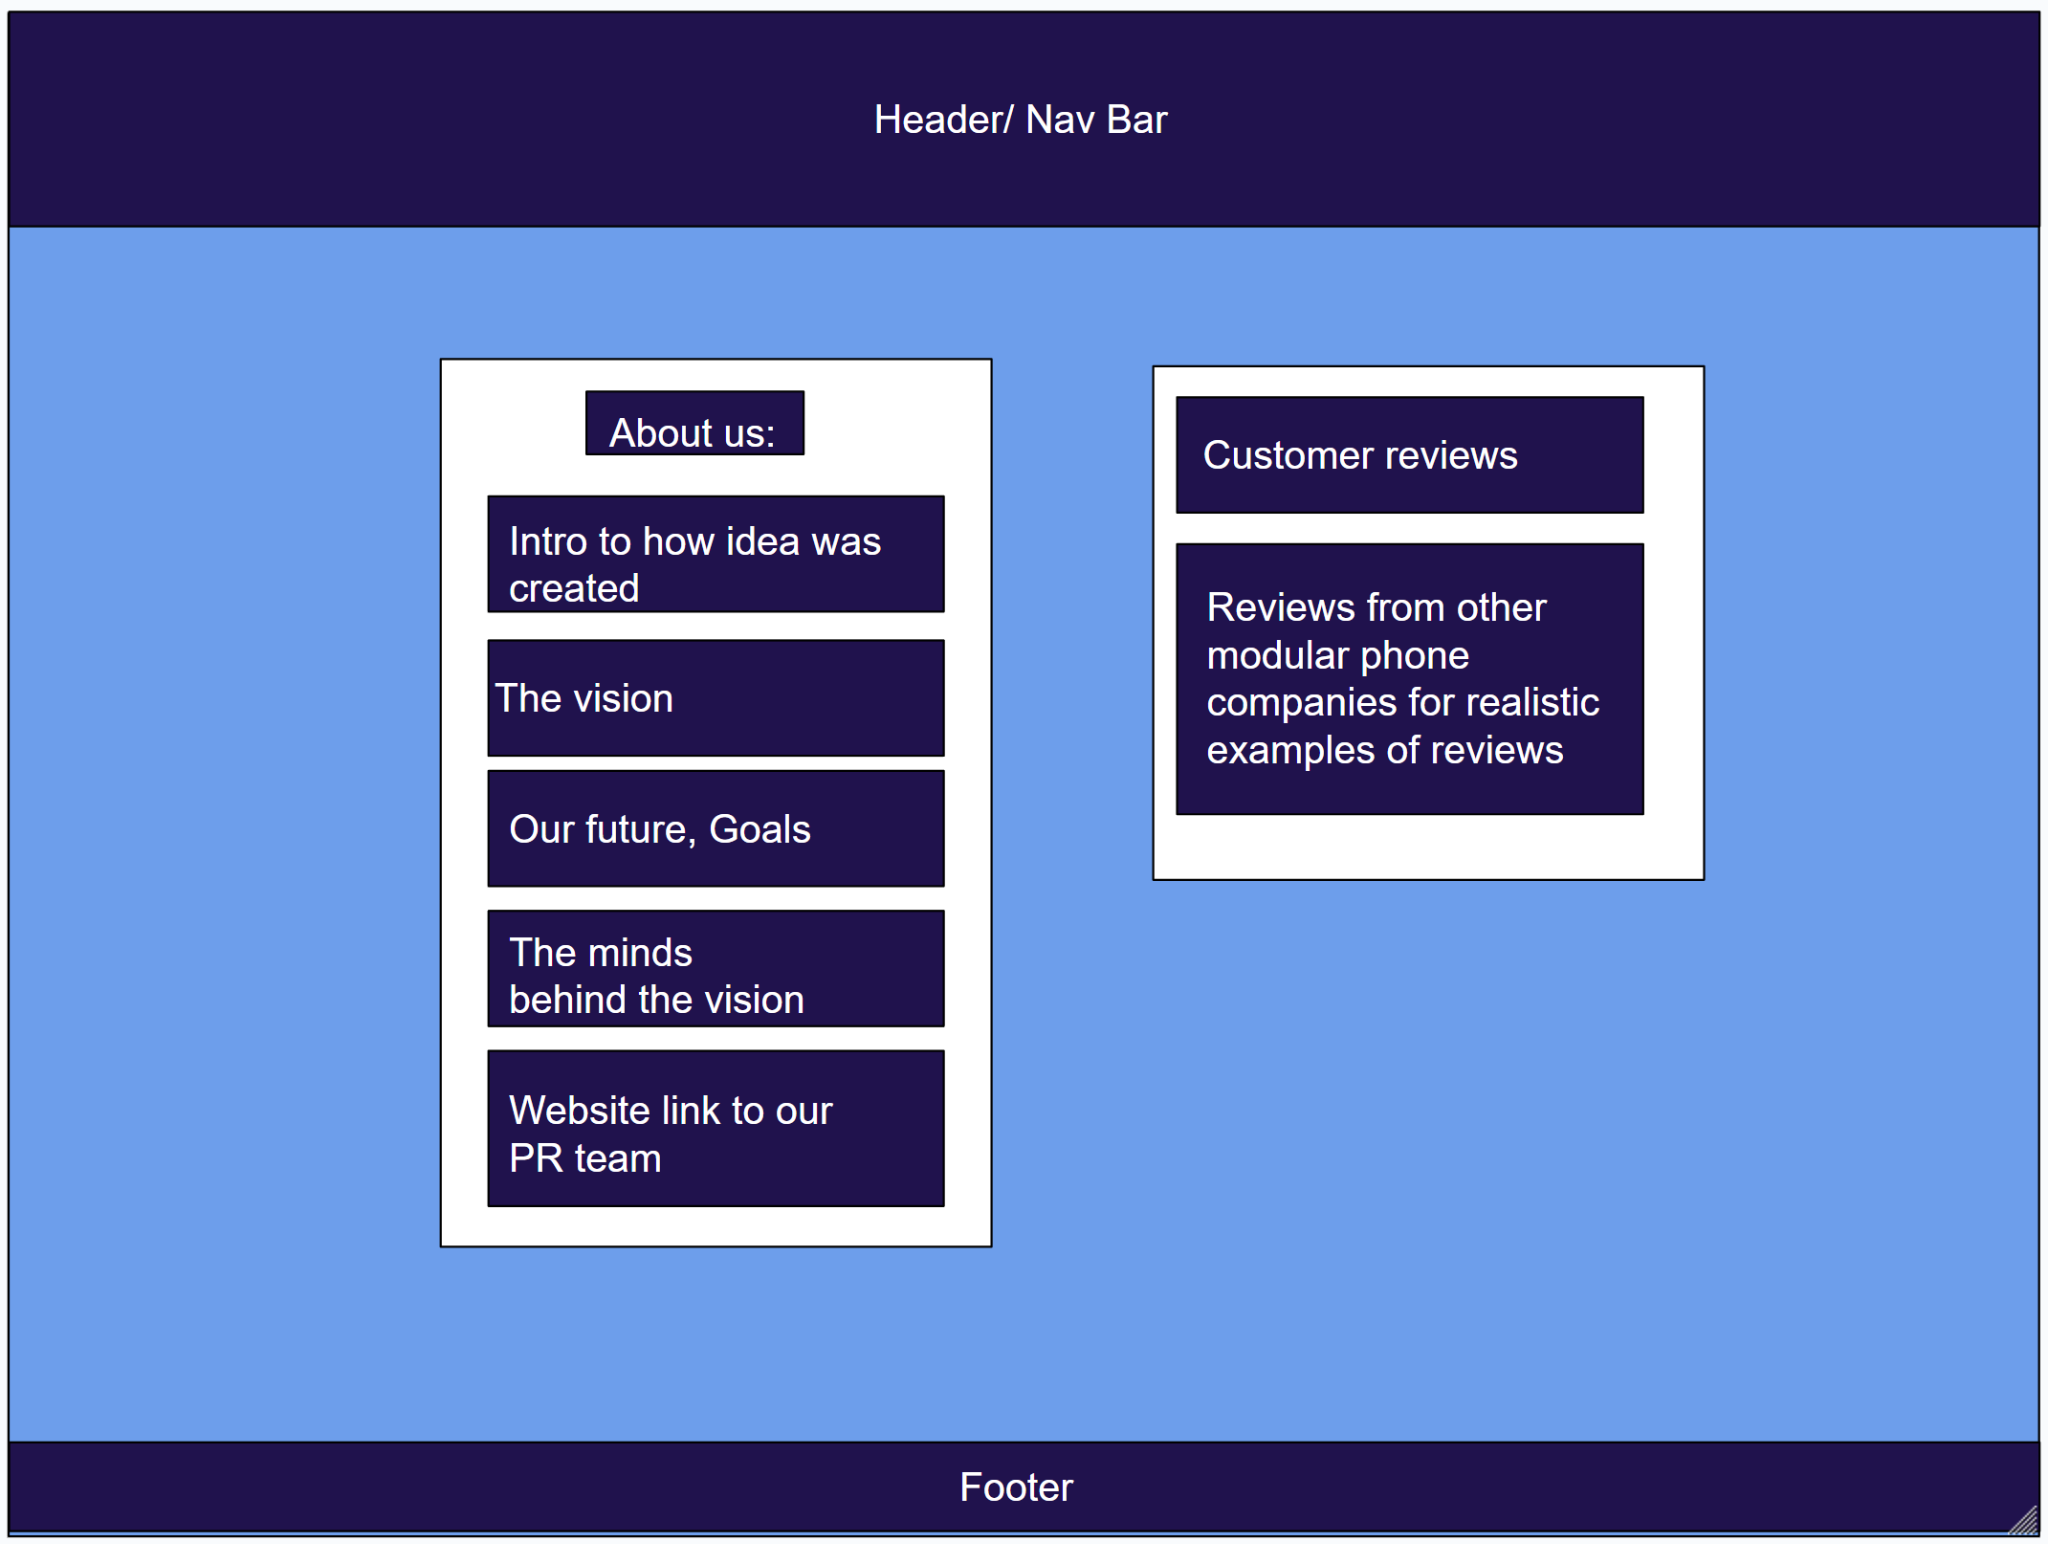 Header/ Nav Bar
About us:
Intro to how idea was
created
The vision
Our future, Goals
The minds
behind the vision
Website link to our
PR team
Customer reviews
Reviews from other
modular phone
companies for realistic
examples of reviews
Footer